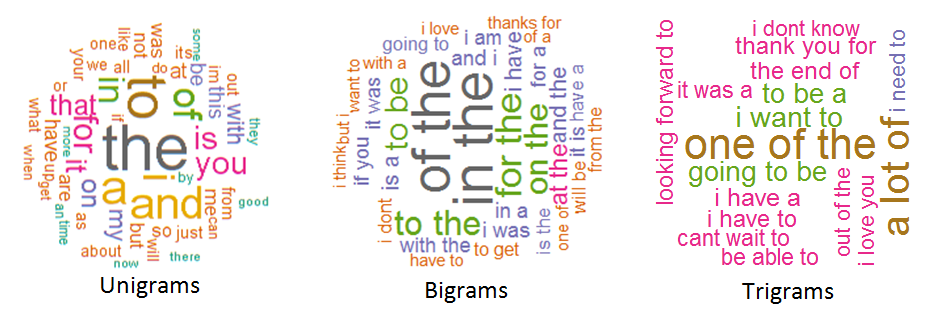 some
one
like
not
was
its
your
we
all
do
at
be
out
or
that
in
to
of
im
this
with
they
what
for
if
have
it
the
is
you
when
more
up
get
are
i
by
on
a
and
me
can
from
good
an
time
as
my
but
so
just
about
will
now
there
Unigrams
i love
thanks for
going to
i am
of a
and i
i have
want to
with a
it was
to be
of the
in the
for a
i think
but i
if you
is a
for the
on the
at the
and the
will be
it is
have a
from the
i dont
to the
in a
i was
is the
one of
with the
to get
have to
Bigrams
looking forward to
i dont know
thank you for
the end of
it was a
to be a
i need to
i want to
one of the
a lot of
going to be
i have a
i have to
out of the
i love you
cant wait to
be able to
Trigrams